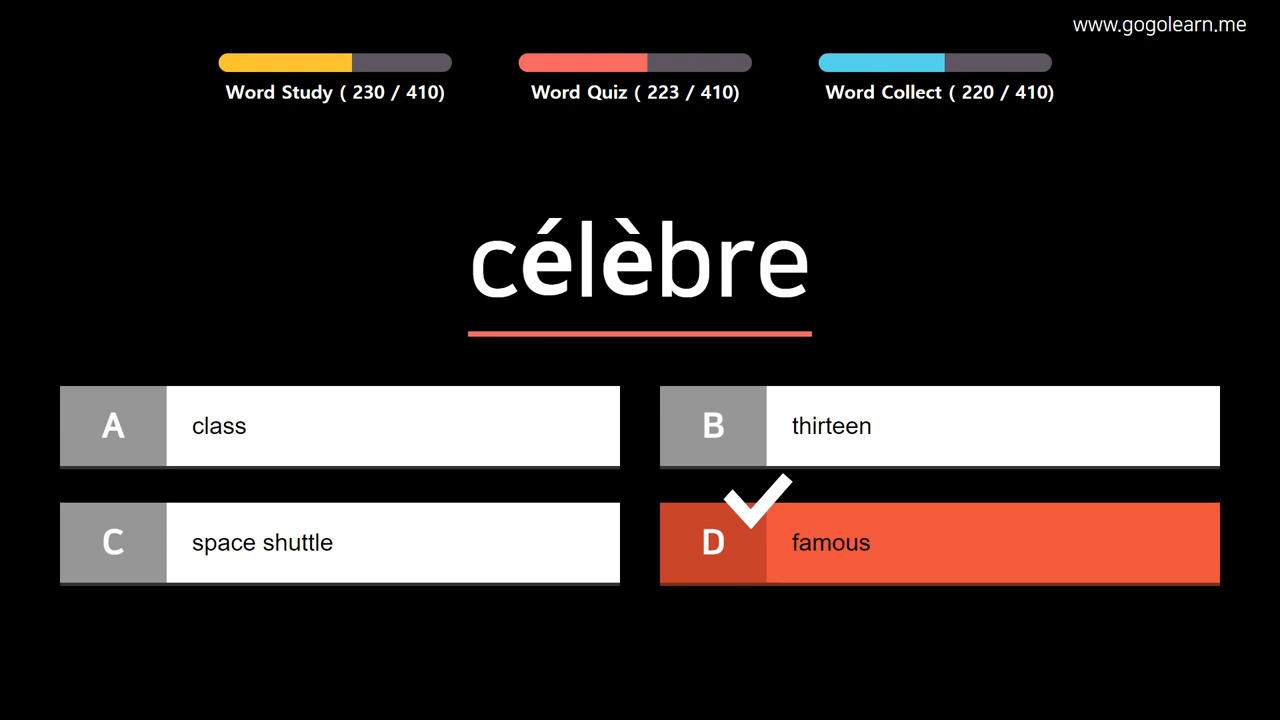 www.gogolearn.me
Word Study ( 230 / 410)
Word Quiz ( 223 / 410)
Word Collect ( 220 / 410)
célèbre
A class
B thirteen
C space shuttle
D famous